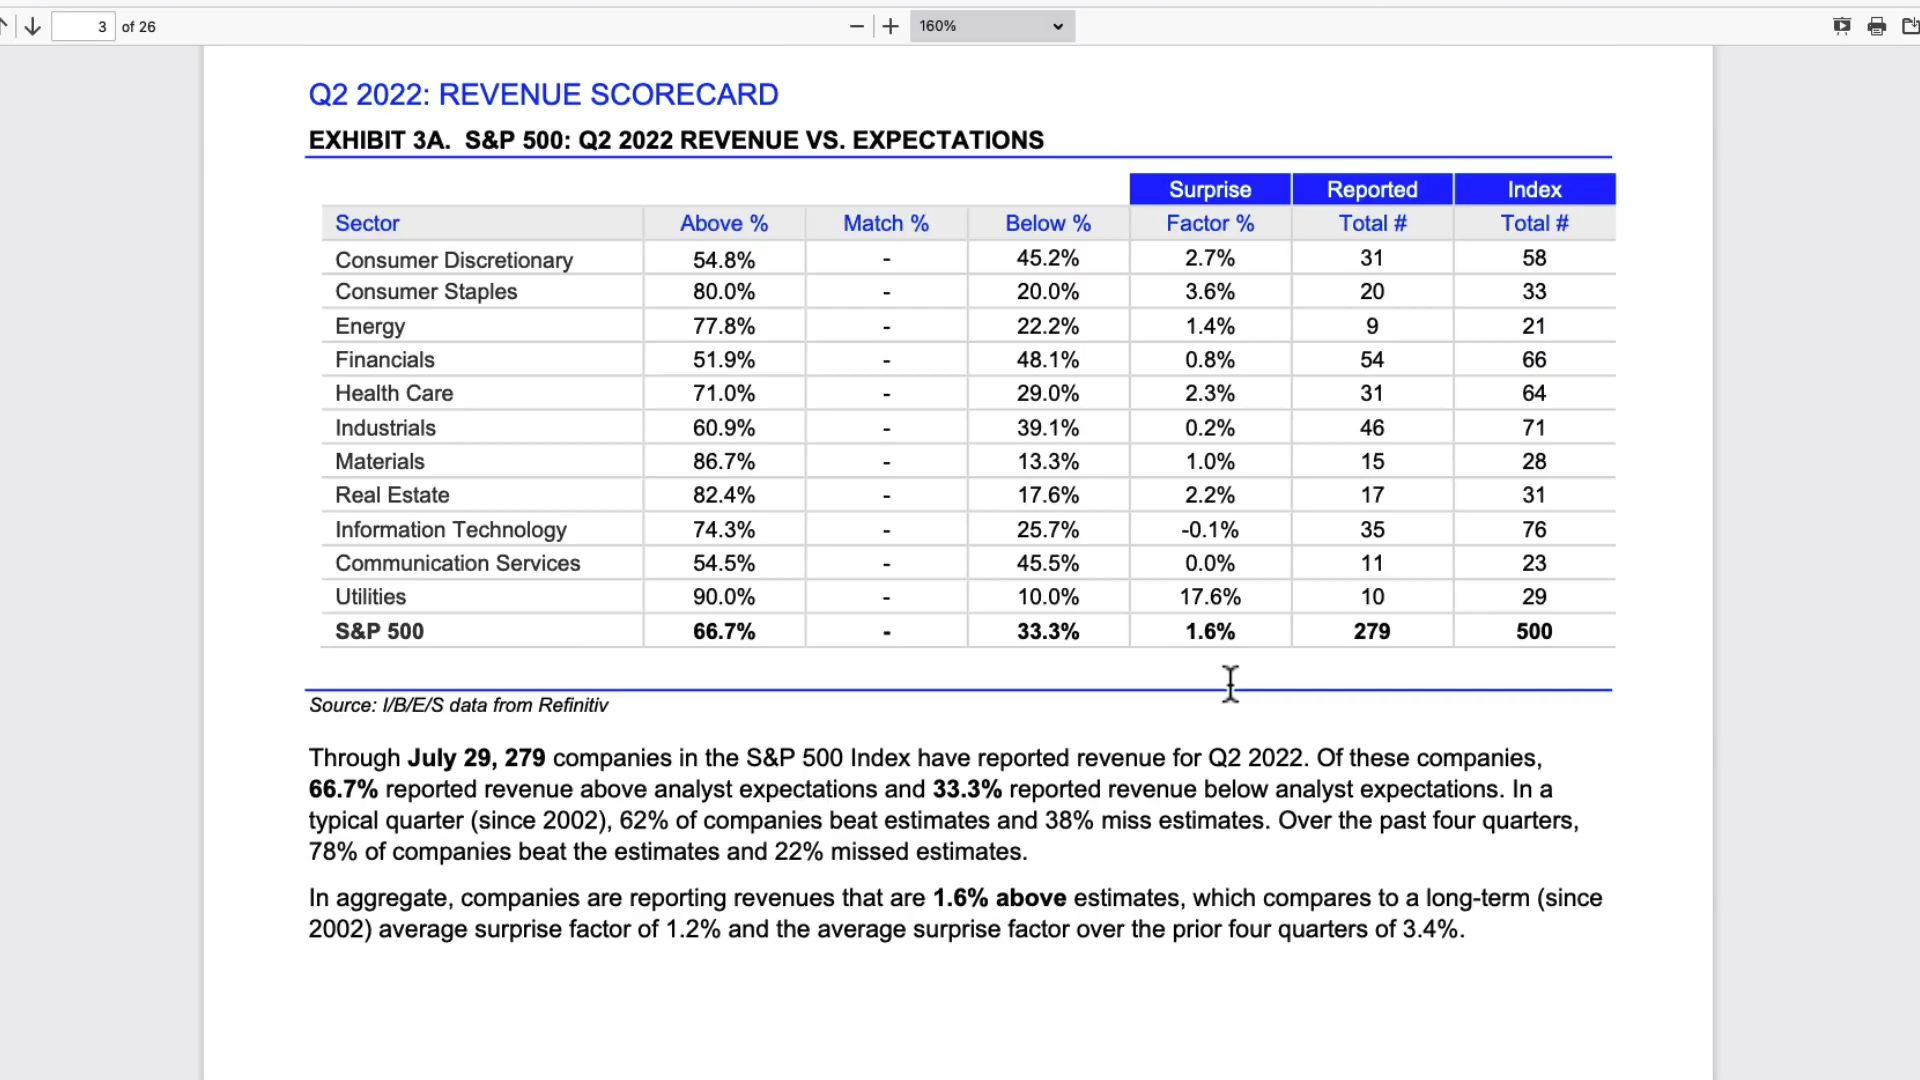 3 of 26
160%
Q2 2022: REVENUE SCORECARD
EXHIBIT 3A. S&P 500: Q2 2022 REVENUE VS. EXPECTATIONS
Surprise Reported Index
Sector Above % Match % Below % Factor % Total # Total #
Consumer Discretionary 54.8% - 45.2% 2.7% 31 58
Consumer Staples 80.0% - 20.0% 3.6% 20 33
Energy 77.8% - 22.2% 1.4% 9 21
Financials 51.9% - 48.1% 0.8% 54 66
Health Care 71.0% - 29.0% 2.3% 31 64
Industrials 60.9% - 39.1% 0.2% 46 71
Materials 86.7% - 13.3% 1.0% 15 28
Real Estate 82.4% - 17.6% 2.2% 17 31
Information Technology 74.3% - 25.7% -0.1% 35 76
Communication Services 54.5% - 45.5% 0.0% 11 23
Utilities 90.0% - 10.0% 17.6% 10 29
S&P 500 66.7% - 33.3% 1.6% 279 500
Source: I/B/E/S data from Refinitiv
Through July 29, 279 companies in the S&P 500 Index have reported revenue for Q2 2022. Of these companies,
66.7% reported revenue above analyst expectations and 33.3% reported revenue below analyst expectations. In a
typical quarter (since 2002), 62% of companies beat estimates and 38% miss estimates. Over the past four quarters,
78% of companies beat the estimates and 22% missed estimates.
In aggregate, companies are reporting revenues that are 1.6% above estimates, which compares to a long-term (since
2002) average surprise factor of 1.2% and the average surprise factor over the prior four quarters of 3.4%.